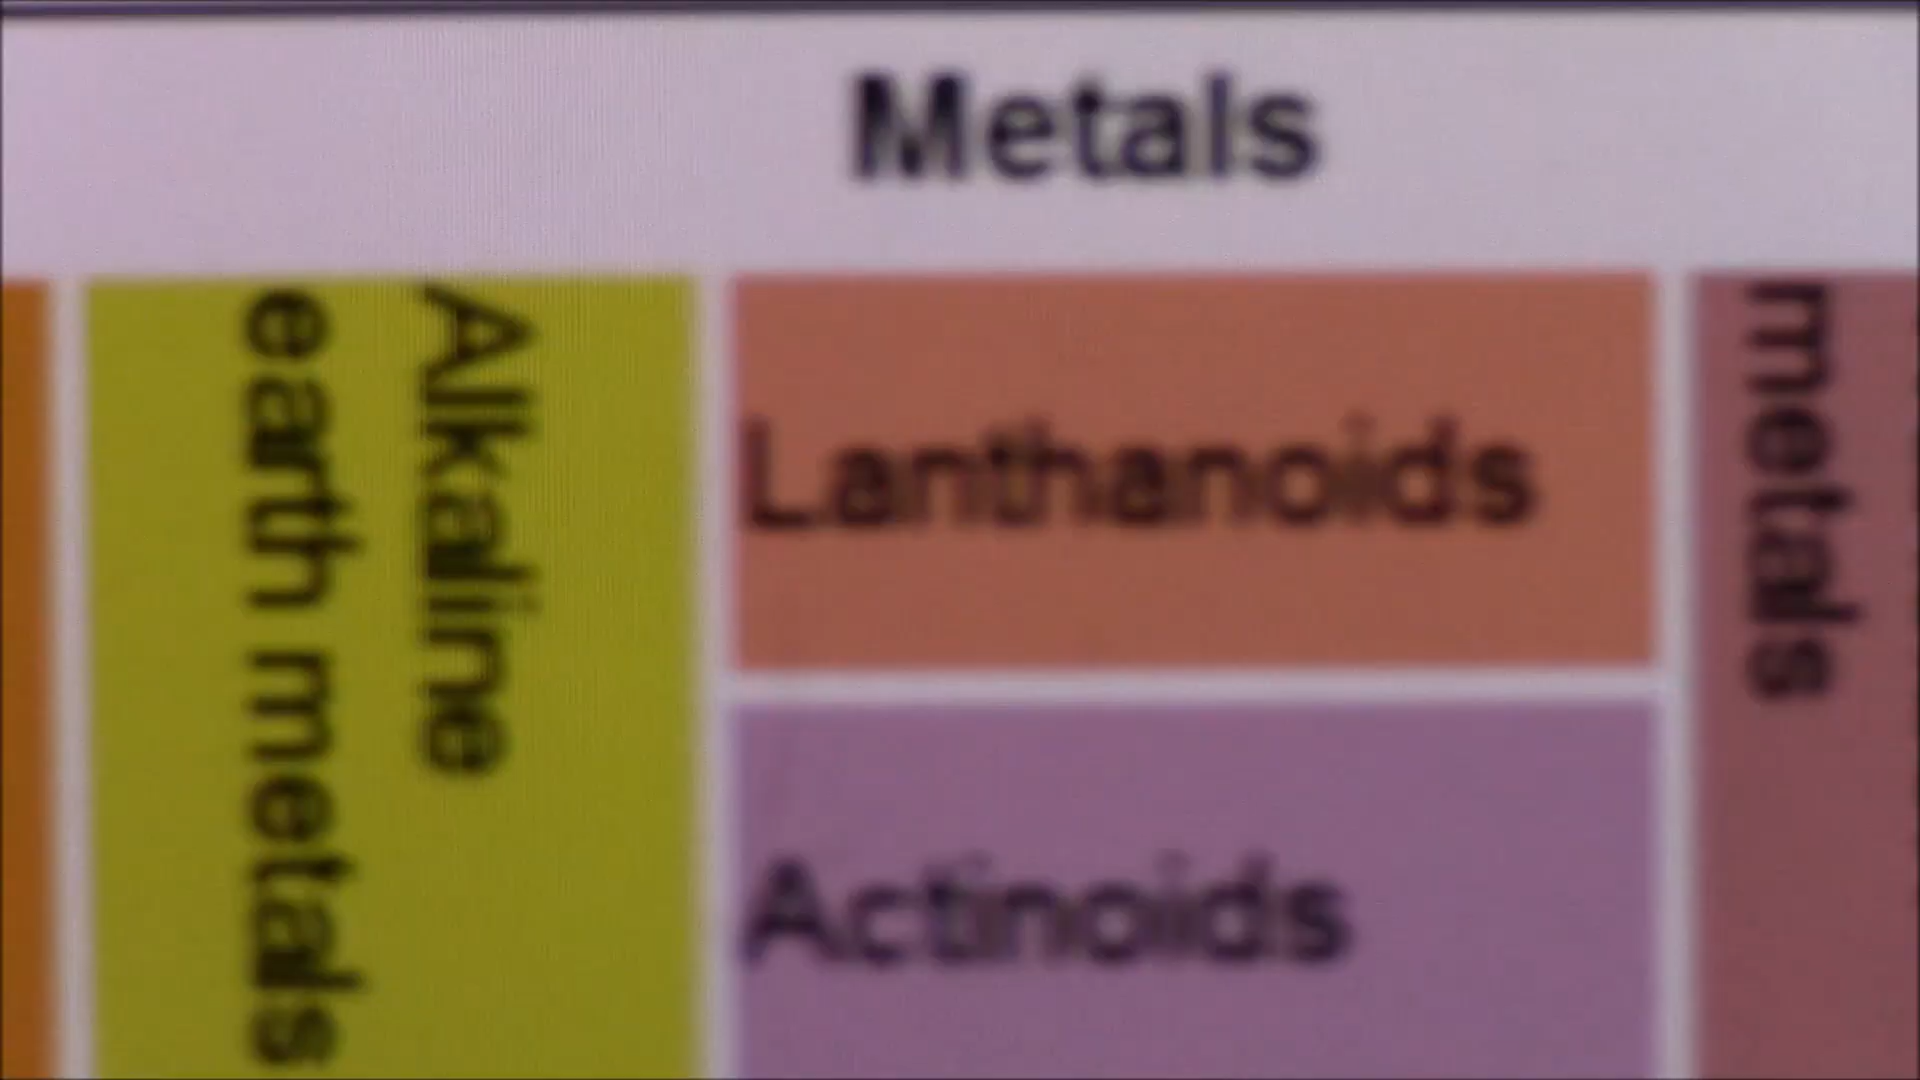 Metals
Alkaline
earth metals
Lanthanoids
Actinoids
metals